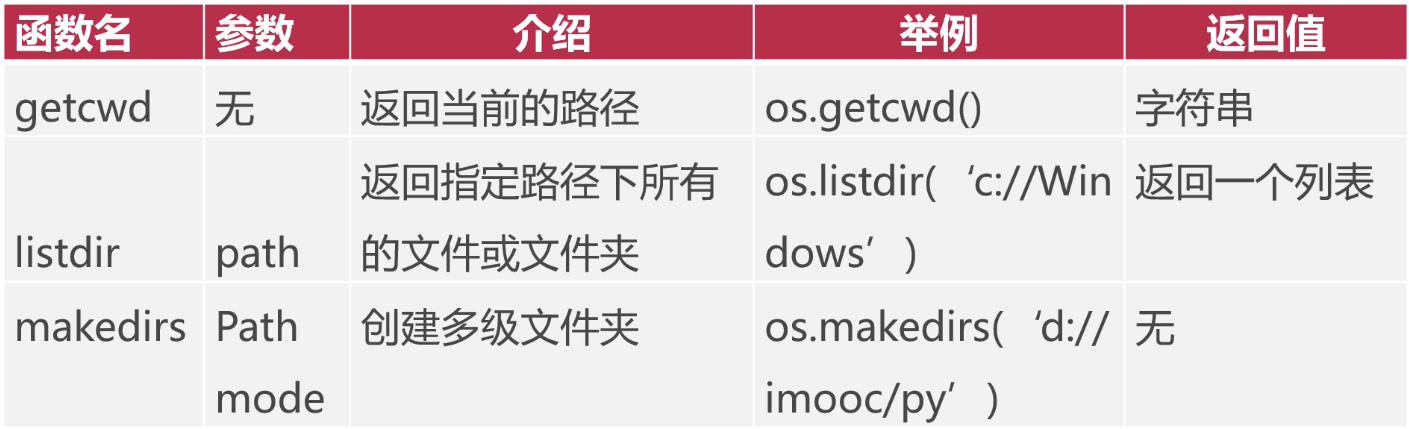 函数名 参数 介绍 举例 返回值
getcwd 无 返回当前的路径 os.getcwd() 字符串
返回指定路径下所有 os.listdir(‘c://Win 返回一个列表
listdir path 的文件或文件夹 dows’)
makedirs Path 创建多级文件夹 os.makedirs(‘d:// 无
mode imooc/py’)